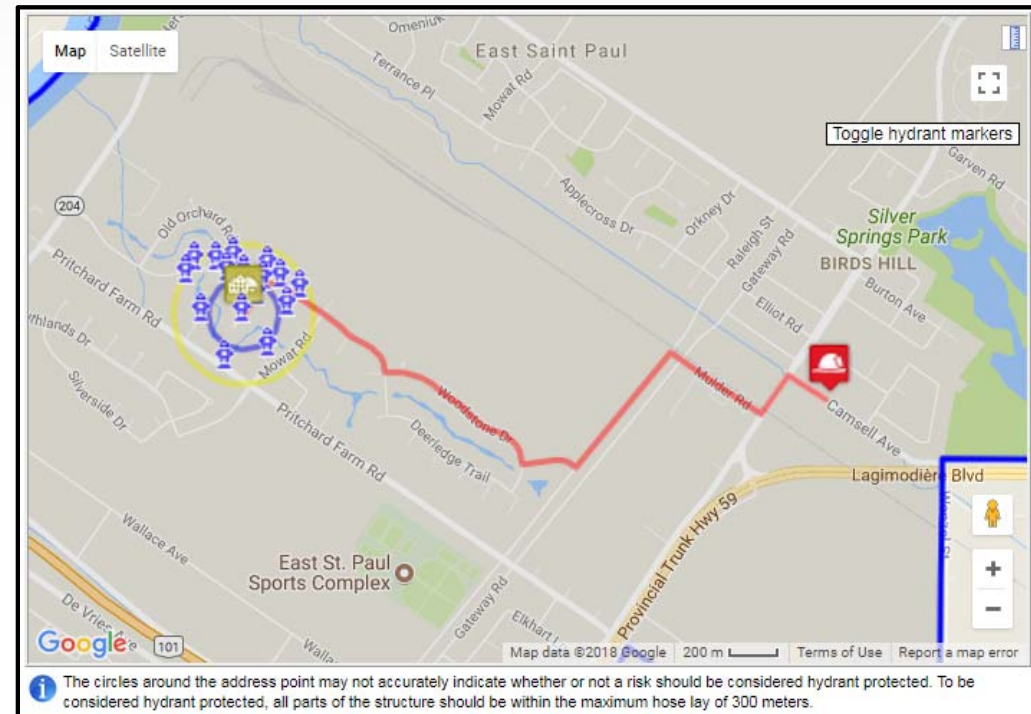 Map Satellite
Omeniuk
East Saint Paul
Terrance Pl
Mowat Rd
Toggle hydrant markers
Garven Rd
204
Old Orchard Rd
Applecross Dr
Orkney Dr
Raleigh St
Gateway Rd
Silver
Springs Park
BIRDS HILL
Pritchard Farm Rd
Burton Ave
Elliot Rd
Mowat Rd
Silverside Dr
Mulder Rd
Woodstone Dr
Camsell Ave
Pritchard Farm Rd
Deerledge Trail
Lagimodière Blvd
Provincial Trunk Hwy 59
Wallace Ave
East St. Paul
Sports Complex
Gateway Rd
De Vries Ave
Elkhart
Google
101
Map data ©2018 Google 200 m Terms of Use Report a map error
The circles around the address point may not accurately indicate whether or not a risk should be considered hydrant protected. To be
considered hydrant protected, all parts of the structure should be within the maximum hose lay of 300 meters.